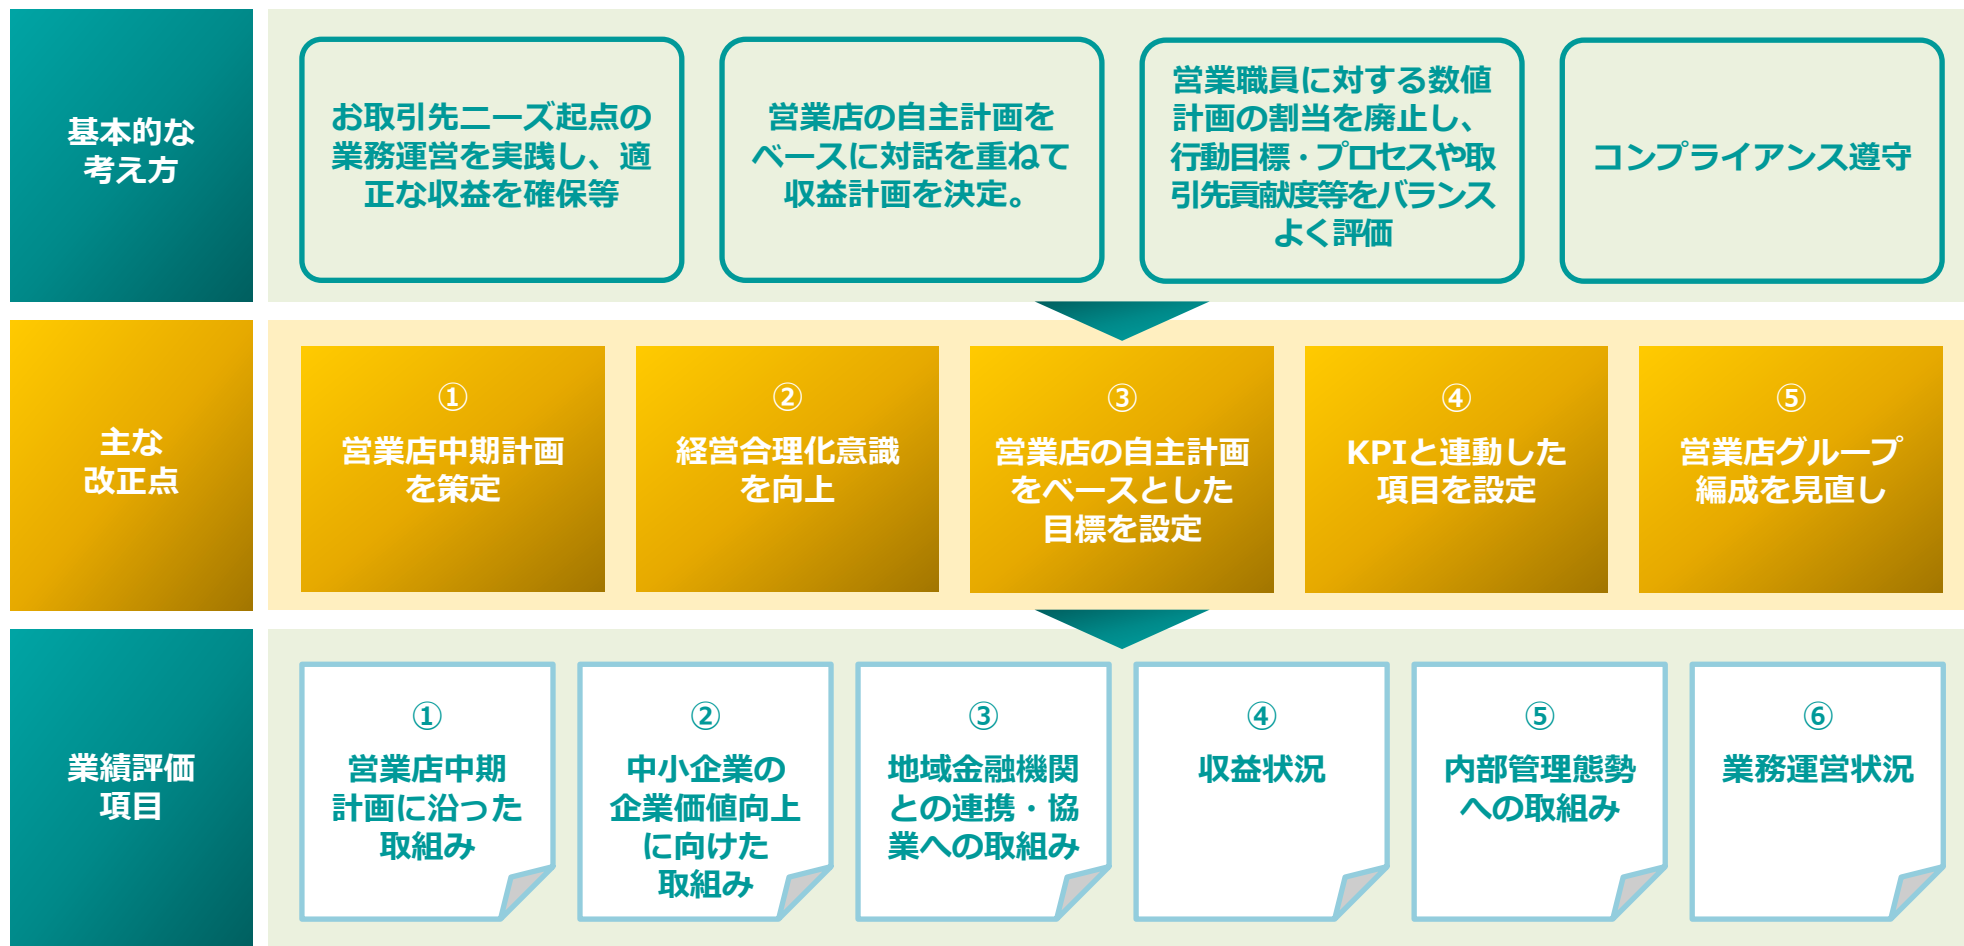 基本的な
考え方
お取引先ニーズ起点の
業務運営を実践し、適
正な収益を確保等
営業店の自主計画を
ベースに対話を重ねて
収益計画を決定。
営業職員に対する数値
計画の割当を廃止し、
行動目標・プロセスや取
引先貢献度等をバランス
よく評価
コンプライアンス遵守
主な
改正点
①
営業店中期計画
を策定
②
経営合理化意識
を向上
③
営業店の自主計画
をベースとした
目標を設定
④
KPIと連動した
項目を設定
⑤
営業店グループ
編成を見直し
業績評価
項目
①
営業店中期
計画に沿った
取組み
②
中小企業の
企業価値向上
に向けた
取組み
③
地域金融機関
との連携・協
業への取組み
④
収益状況
⑤
内部管理態勢
への取組み
⑥
業務運営状況